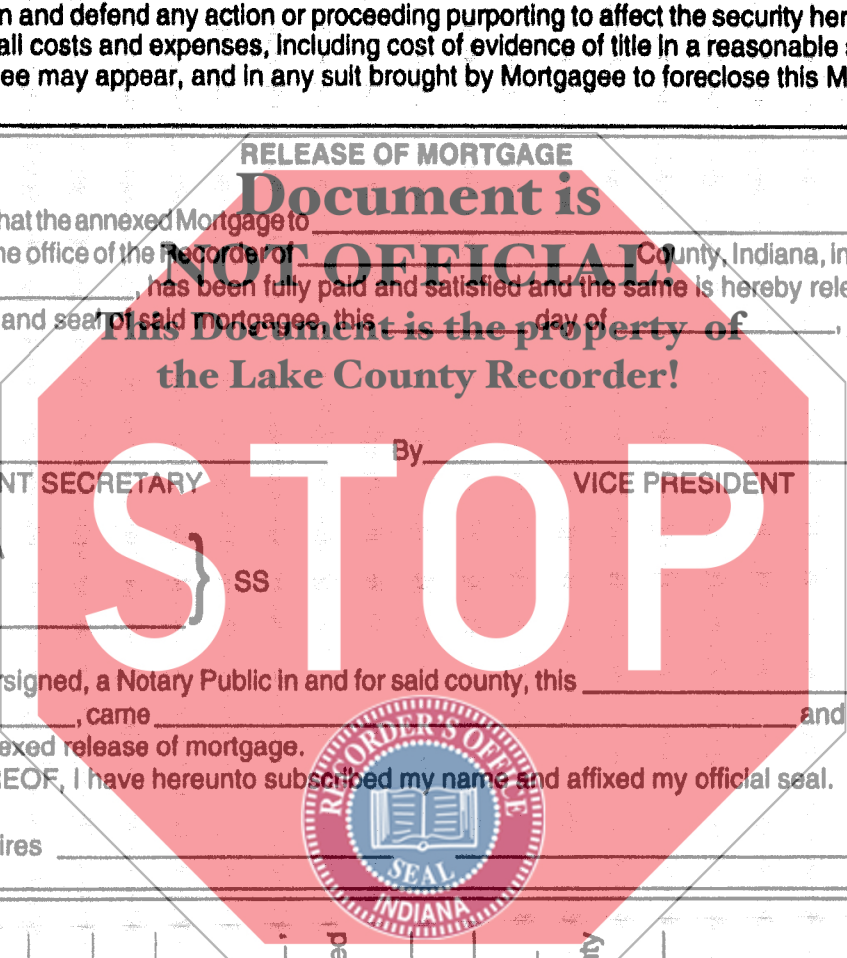 n and defend any action or proceeding purporting to affect the security her
all costs and expenses, including cost of evidence of title in a reasonable
ee may appear, and in any suit brought by Mortgagee to foreclose this M
RELEASE OF MORTGAGE
Document is
hat the annexed Mortgage to
NOT OFFICIAL!
he office of the Recorder of County, Indiana, in
, has been fully paid and satisfied and the same is hereby rele
This Document is the property of
and seal of said mortgagee, this day of ,
the Lake County Recorder!
By
NT SECRETARY VICE PRESIDENT
STOP
} SS
rsigned, a Notary Public in and for said county, this
, came and
exed release of mortgage.
EOF, I have hereunto subscribed my name and affixed my official seal.
ires
RECORDER'S OFFICE
SEAL
INDIANA
ed
ty